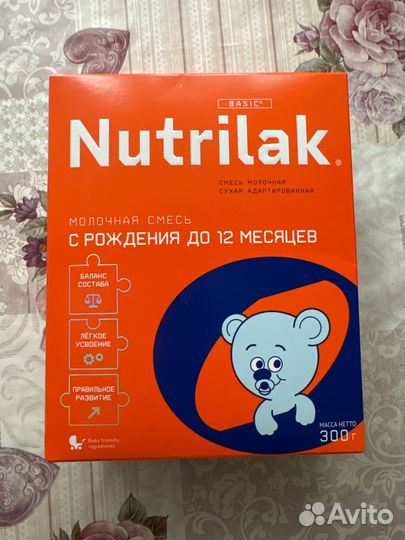 BASIC®
Nutrilak®
СМЕСЬ МОЛОЧНАЯ
СУХАЯ АДАПТИРОВАННАЯ
МОЛОЧНАЯ СМЕСЬ
С РОЖДЕНИЯ ДО 12 МЕСЯЦЕВ
БАЛАНС
СОСТАВА
ЛЁГКОЕ
УСВОЕНИЕ
ПРАВИЛЬНОЕ
РАЗВИТИЕ
Baby friendly
ingredients
МАССА НЕТТО
300 г
Avito